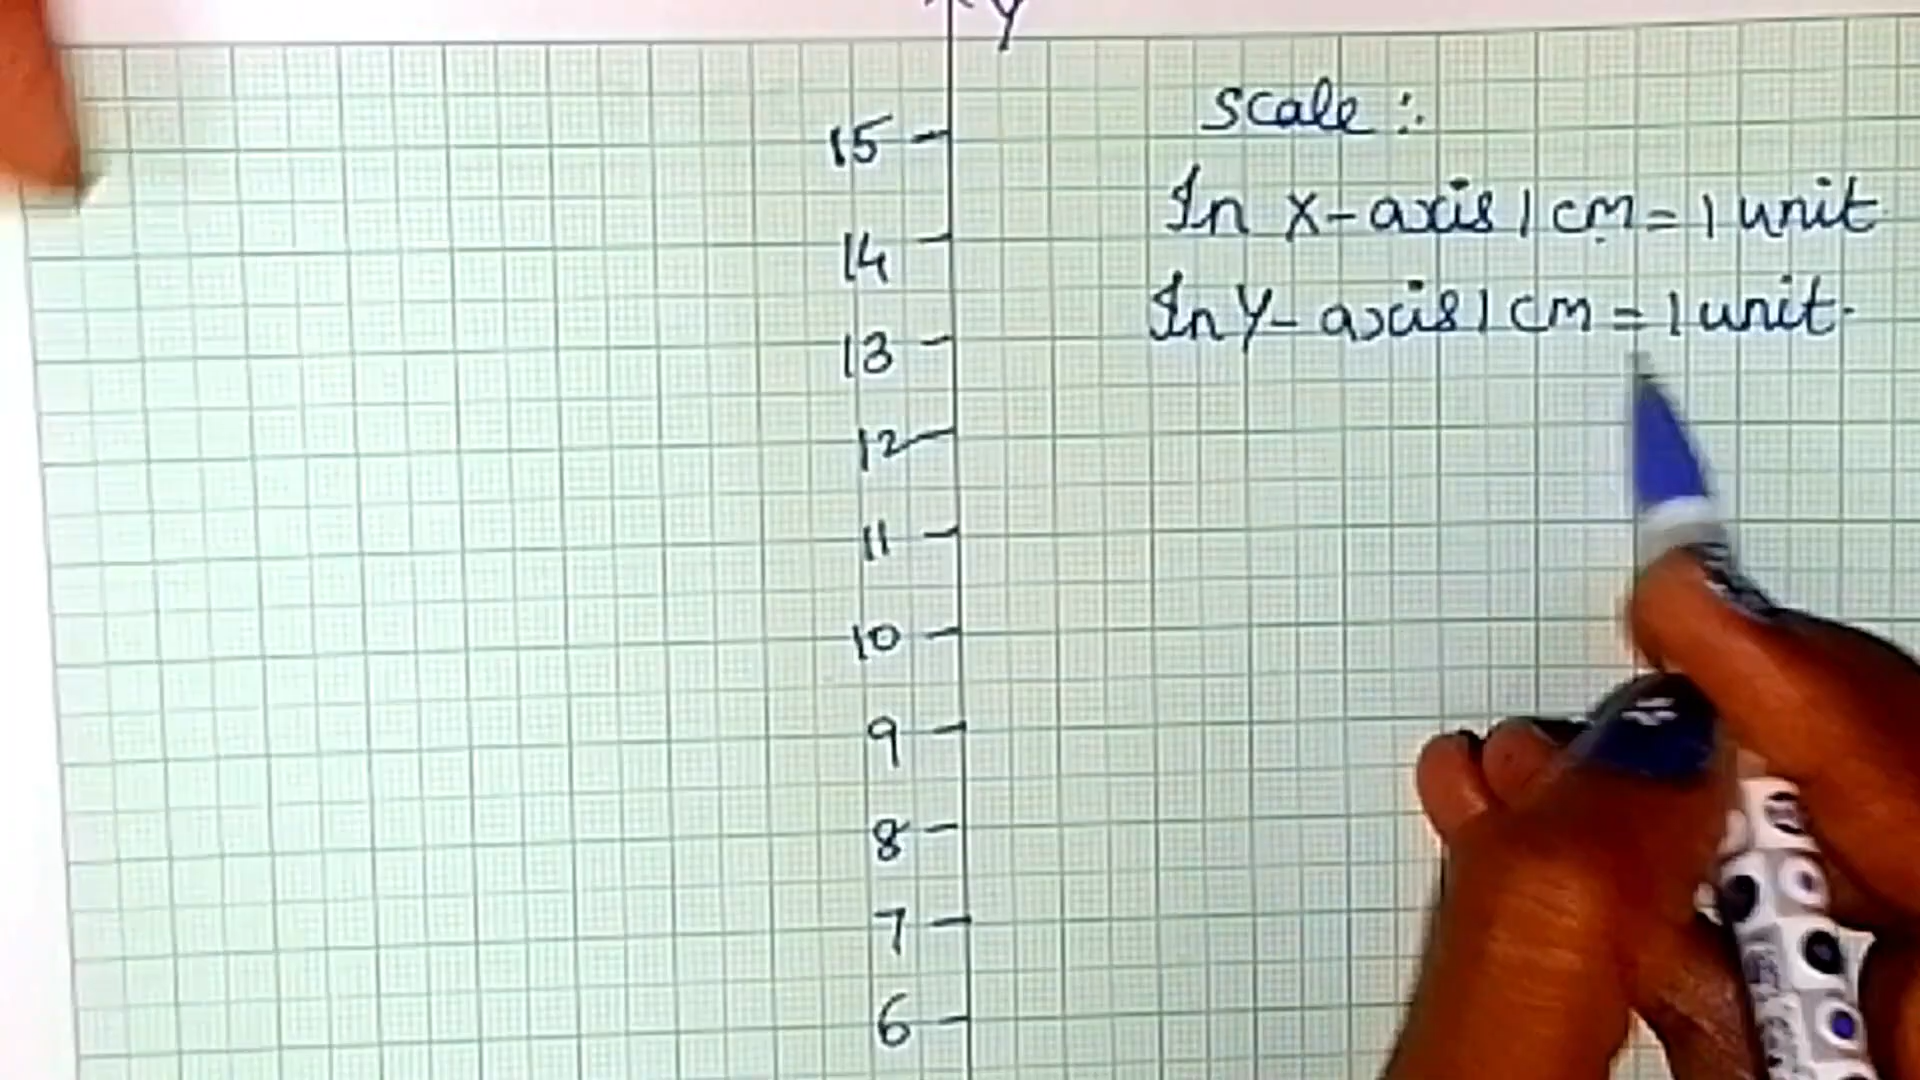 Y
Scale :.
In X-axis 1 cm = 1 unit
In Y-axis 1 cm = 1 unit.
15
14
13
12
11
10
9
8
7
6